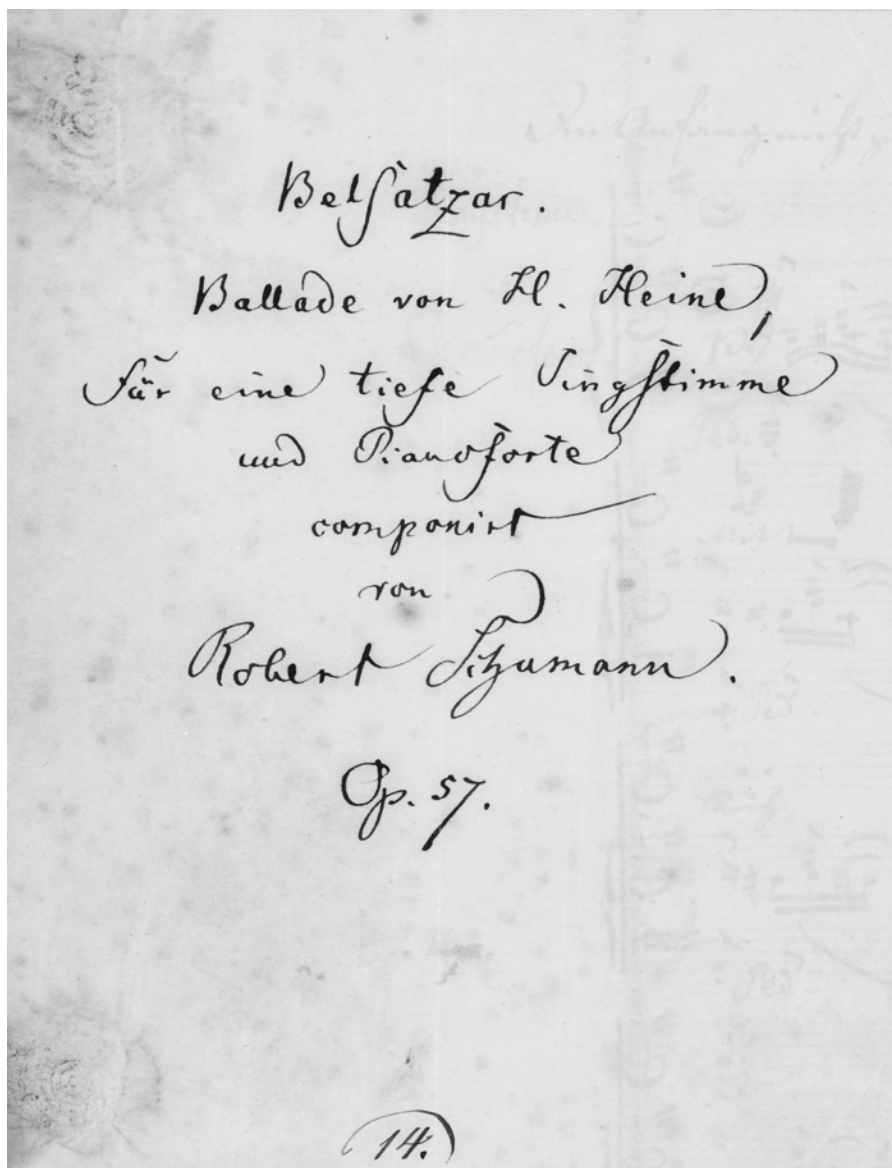 Belsatzar.
Ballade von H. Heine,
für eine tiefe Singstimme
und Pianoforte
componirt
von
Robert Schumann.
Op. 57.
14.